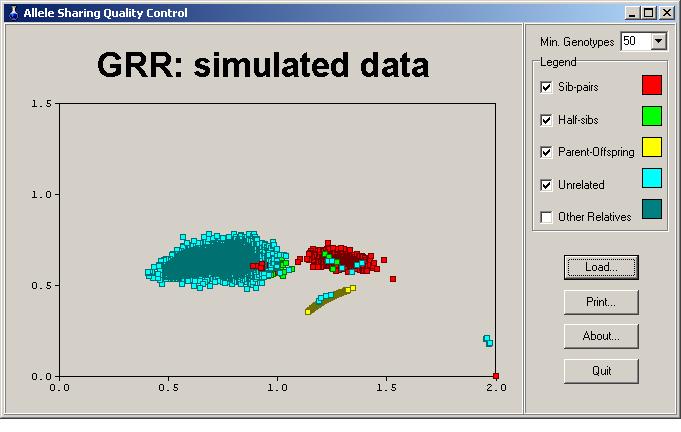 Allele Sharing Quality Control
GRR: simulated data
1.5
1.0
0.5
0.0
0.0 0.5 1.0 1.5 2.0
Min. Genotypes 50
Legend
Sib-pairs
Half-sibs
Parent-Offspring
Unrelated
Other Relatives
Load...
Print...
About...
Quit